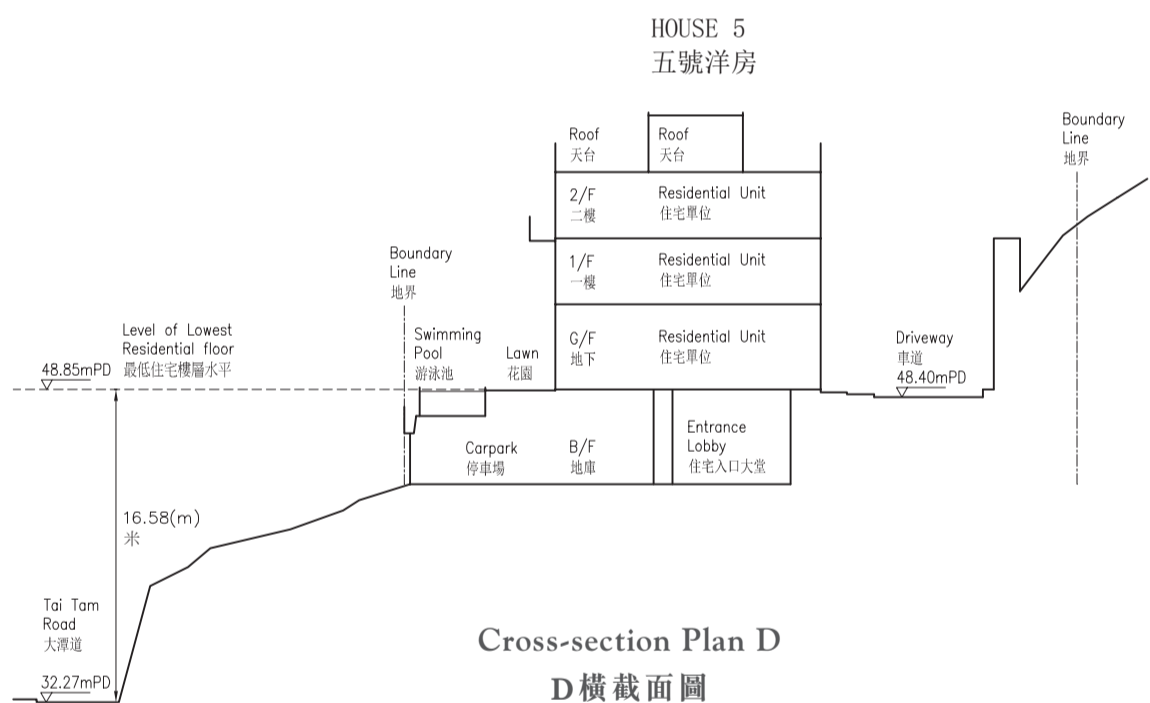 HOUSE 5
五號洋房
Roof
天台
Roof
天台
Boundary
Line
地界
2/F
二樓
Residential Unit
住宅單位
1/F
一樓
Residential Unit
住宅單位
Boundary
Line
地界
Level of Lowest
Residential floor
最低住宅樓層水平
48.85mPD
Swimming
Pool
游泳池
Lawn
花園
G/F
地下
Residential Unit
住宅單位
Driveway
車道
48.40mPD
Carpark
停車場
B/F
地庫
Entrance
Lobby
住宅入口大堂
16.58(m)
米
Tai Tam
Road
大潭道
32.27mPD
Cross-section Plan D
D橫截面圖